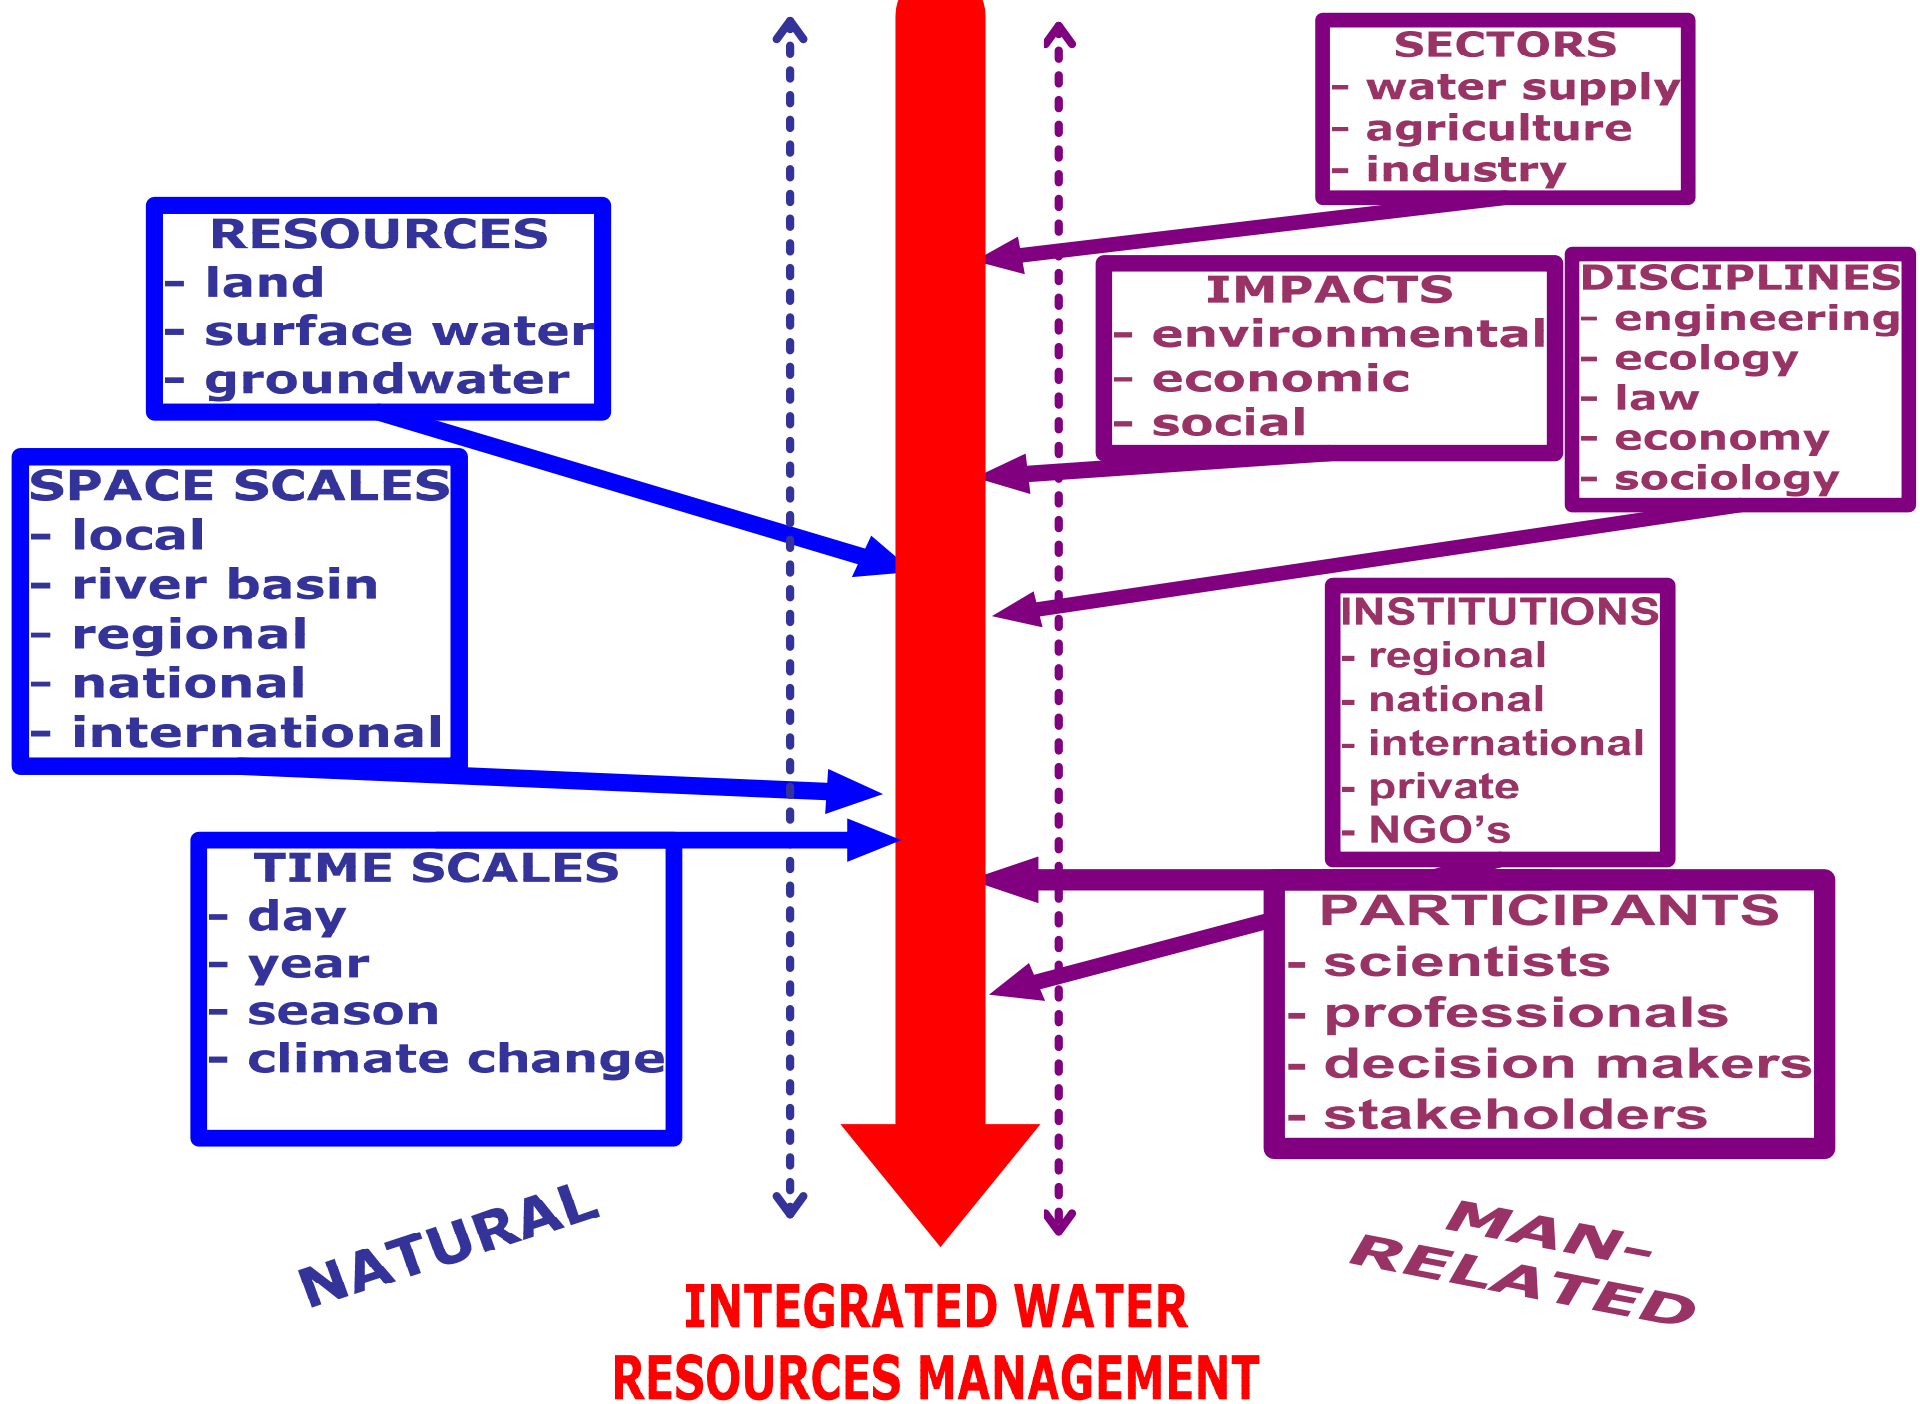 SECTORS
- water supply
- agriculture
- industry
RESOURCES
- land
- surface water
- groundwater
IMPACTS
- environmental
- economic
- social
DISCIPLINES
- engineering
- ecology
- law
- economy
- sociology
SPACE SCALES
- local
- river basin
- regional
- national
- international
INSTITUTIONS
- regional
- national
- international
- private
- NGO’s
TIME SCALES
- day
- year
- season
- climate change
PARTICIPANTS
- scientists
- professionals
- decision makers
- stakeholders
NATURAL
MAN-
RELATED
INTEGRATED WATER
RESOURCES MANAGEMENT